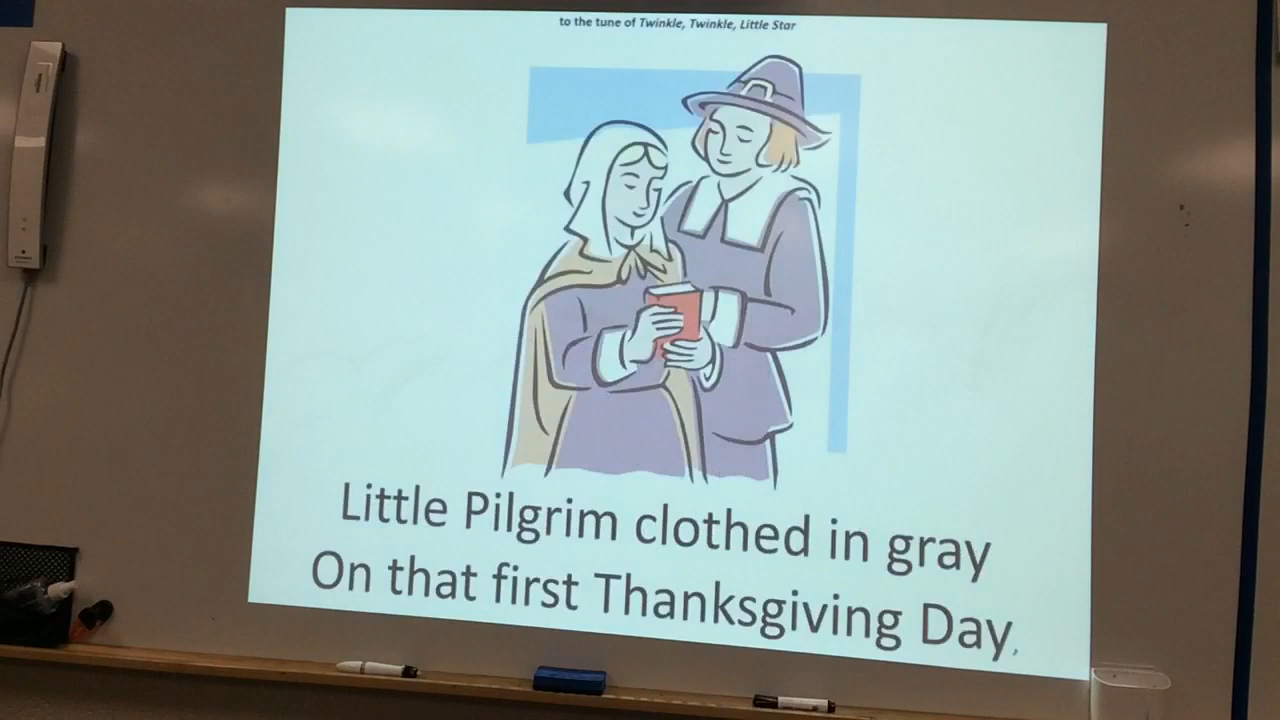 to the tune of Twinkle, Twinkle, Little Star
Little Pilgrim clothed in gray
On that first Thanksgiving Day,